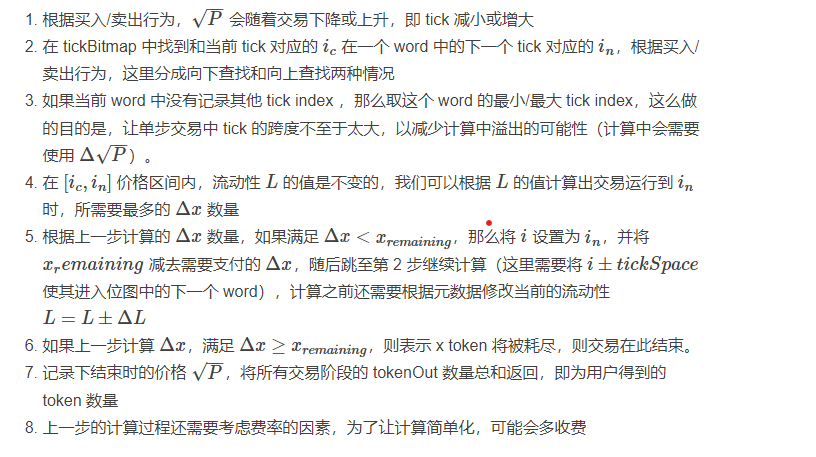 1. 根据买入/卖出行为，√P 会随着交易下降或上升，即 tick 减小或增大
2. 在 tickBitmap 中找到和当前 tick 对应的 i_c 在一个 word 中的下一个 tick 对应的 i_n，根据买入/
卖出行为，这里分成向下查找和向上查找两种情况
3. 如果当前 word 中没有记录其他 tick index ，那么取这个 word 的最小/最大 tick index，这么做
的目的是，让单步交易中 tick 的跨度不至于太大，以减少计算中溢出的可能性（计算中会需要
使用 Δ√P）。
4. 在 [i_c, i_n] 价格区间内，流动性 L 的值是不变的，我们可以根据 L 的值计算出交易运行到 i_n
时，所需要最多的 Δx 数量
5. 根据上一步计算的 Δx 数量，如果满足 Δx < x_remaining，那么将 i 设置为 i_n，并将
x_remaining 减去需要支付的 Δx，随后跳至第 2 步继续计算（这里需要将 i ± tickSpace
使其进入位图中的下一个 word），计算之前还需要根据元数据修改当前的流动性
L = L ± ΔL
6. 如果上一步计算 Δx，满足 Δx ≥ x_remaining，则表示 x token 将被耗尽，则交易在此结束。
7. 记录下结束时的价格 √P，将所有交易阶段的 tokenOut 数量总和返回，即为用户得到的
token 数量
8. 上一步的计算过程还需要考虑费率的因素，为了让计算简单化，可能会多收费